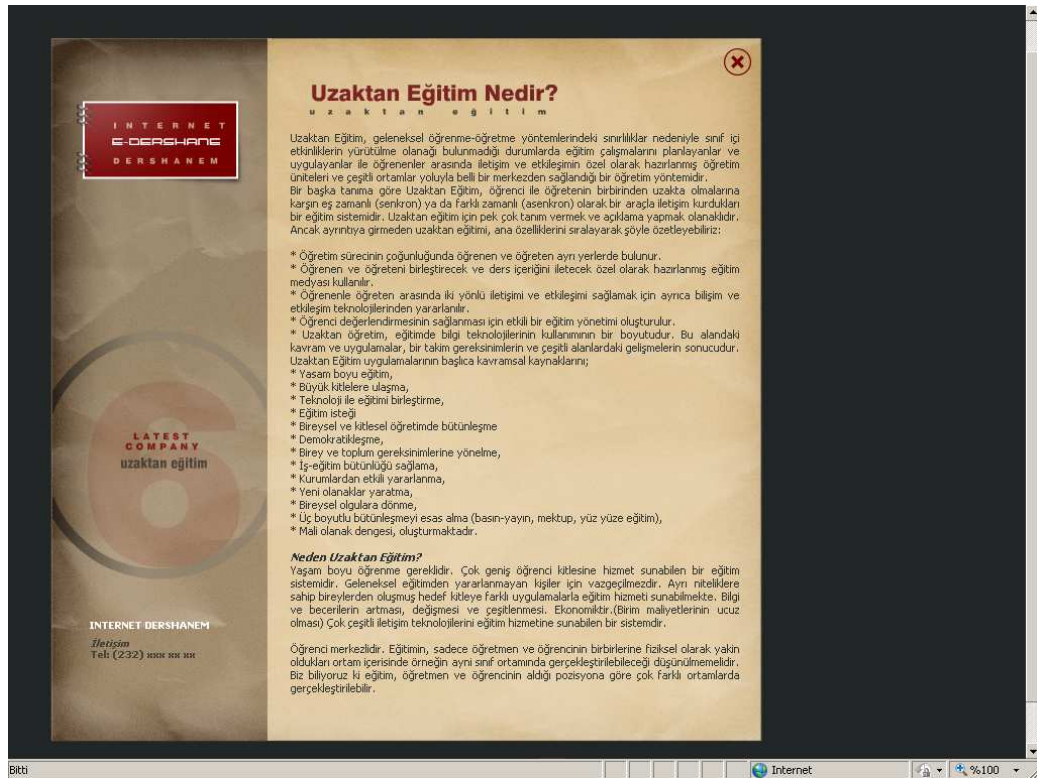 INTERNET
E-DERSHANE
DERSHANEM
Uzaktan Eğitim Nedir?
uzaktan eğitim
Uzaktan Eğitim, geleneksel öğrenme-öğretme yöntemlerindeki sınırlılıklar nedeniyle sınıf içi
etkinliklerin yürütülme olanağı bulunmadığı durumlarda eğitim çalışmalarını planlayanlar ve
uygulayanlar ile öğrenenler arasında iletişim ve etkileşimin özel olarak hazırlanmış öğretim
üniteleri ve çeşitli ortamlar yoluyla belli bir merkezden sağlandığı bir öğretim yöntemidir.
Bir başka tanıma göre Uzaktan Eğitim, öğrenci ile öğretenin birbirinden uzakta olmalarına
karşın eş zamanlı (senkron) ya da farklı zamanlı (asenkron) olarak bir araçla iletişim kurdukları
bir eğitim sistemidir. Uzaktan eğitim için pek çok tanım vermek ve açıklama yapmak olanaklıdır.
Ancak ayrıntıya girmeden uzaktan eğitimi, ana özelliklerini sıralayarak şöyle özetleyebiliriz:
* Öğretim sürecinin çoğunluğunda öğrenen ve öğreten ayrı yerlerde bulunur.
* Öğrenen ve öğreteni birleştirecek ve ders içeriğini iletecek özel olarak hazırlanmış eğitim
medyası kullanılır.
* Öğrenenle öğreten arasında iki yönlü iletişimi ve etkileşimi sağlamak için ayrıca bilişim ve
etkileşim teknolojilerinden yararlanılır.
* Öğrenci değerlendirmesinin sağlanması için etkili bir eğitim yönetimi oluşturulur.
* Uzaktan öğretim, eğitimde bilgi teknolojilerinin kullanımının bir boyutudur. Bu alandaki
kavram ve uygulamalar, bir takim gereksinimlerin ve çeşitli alanlardaki gelişmelerin sonucudur.
Uzaktan Eğitim uygulamalarının başlıca kavramsal kaynaklarını;
* Yasam boyu eğitim,
* Büyük kitlelere ulaşma,
* Teknoloji ile eğitimi birleştirme,
* Eğitim isteği
* Bireysel ve kitlesel öğretimde bütünleşme
* Demokratikleşme,
* Birey ve toplum gereksinimlerine yönelme,
* İş-eğitim bütünlüğü sağlama,
* Kurumlardan etkili yararlanma,
* Yeni olanaklar yaratma,
* Bireysel olgulara dönme,
* Üç boyutlu bütünleşmeyi esas alma (basın-yayın, mektup, yüz yüze eğitim),
* Mali olanak dengesi, oluşturmaktadır.
Neden Uzaktan Eğitim?
Yaşam boyu öğrenme gereklidir. Çok geniş öğrenci kitlesine hizmet sunabilen bir eğitim
sistemidir. Geleneksel eğitimden yararlanmayan kişiler için vazgeçilmezdir. Ayrı niteliklere
sahip bireylerden oluşmuş hedef kitleye farklı uygulamalarla eğitim hizmeti sunabilmekte. Bilgi
ve becerilerin artması, değişmesi ve çeşitlenmesi. Ekonomiktir.(Birim maliyetlerinin ucuz
olması) Çok çeşitli iletişim teknolojilerini eğitim hizmetine sunabilen bir sistemdir.
Öğrenci merkezlidir. Eğitimin, sadece öğretmen ve öğrencinin birbirlerine fiziksel olarak yakin
oldukları ortam içerisinde örneğin ayni sınıf ortamında gerçekleştirilebileceği düşünülmemelidir.
Biz biliyoruz ki eğitim, öğretmen ve öğrencinin aldığı pozisyona göre çok farklı ortamlarda
gerçekleştirilebilir.
6
LATEST
COMPANY
uzaktan eğitim
INTERNET DERSHANEM
İletişim
Tel: (232) xxx xx xx
Bitti
Internet
%100